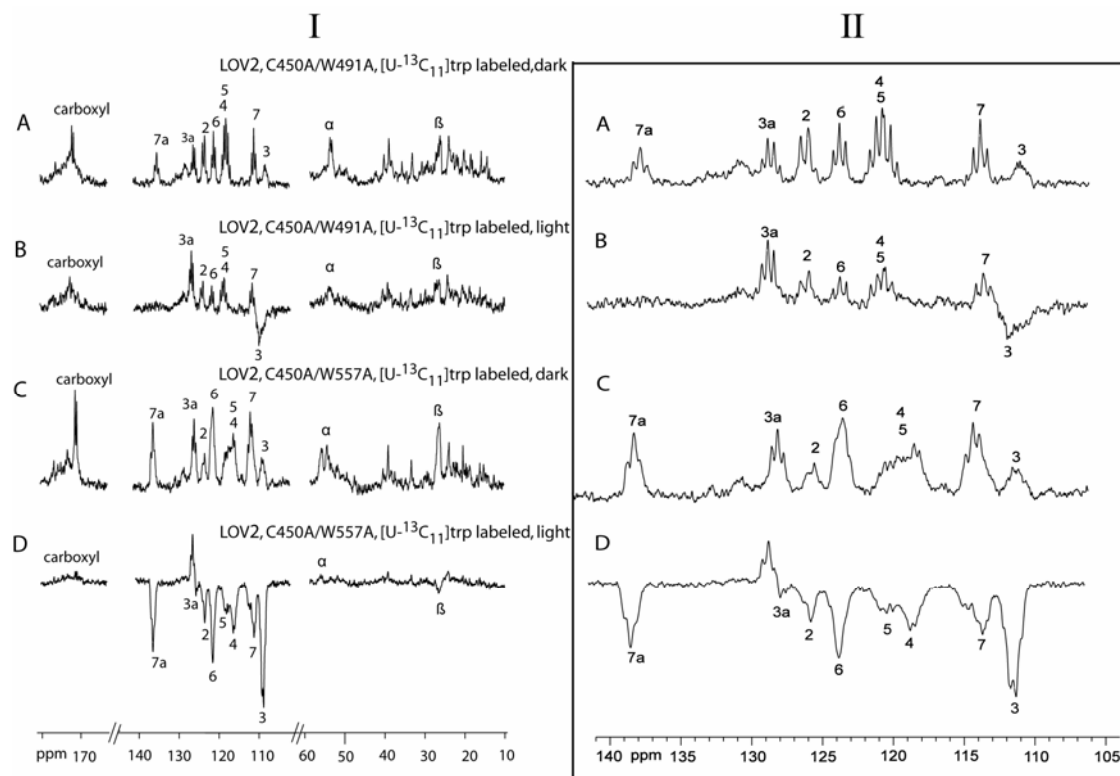 I
II
LOV2, C450A/W491A, [U-¹³C₁₁]trp labeled,dark
A
carboxyl
7a
3a
2
6
5
4
7
3
α
ß
LOV2, C450A/W491A, [U-¹³C₁₁]trp labeled, light
B
carboxyl
3a
2
6
5
4
7
3
α
ß
LOV2, C450A/W557A, [U-¹³C₁₁]trp labeled, dark
C
carboxyl
7a
3a
2
6
5
4
7
3
α
ß
LOV2, C450A/W557A, [U-¹³C₁₁]trp labeled, light
D
carboxyl
7a
3a
2
6
5
4
7
3
α
ß
ppm 170 140 130 120 110 60 50 40 30 20 10
A
7a
3a
2
6
4
5
7
3
B
3a
2
6
4
5
7
3
C
7a
3a
2
6
4
5
7
3
D
7a
3a
2
6
5
4
7
3
140 ppm 130 125 120 115 110 105